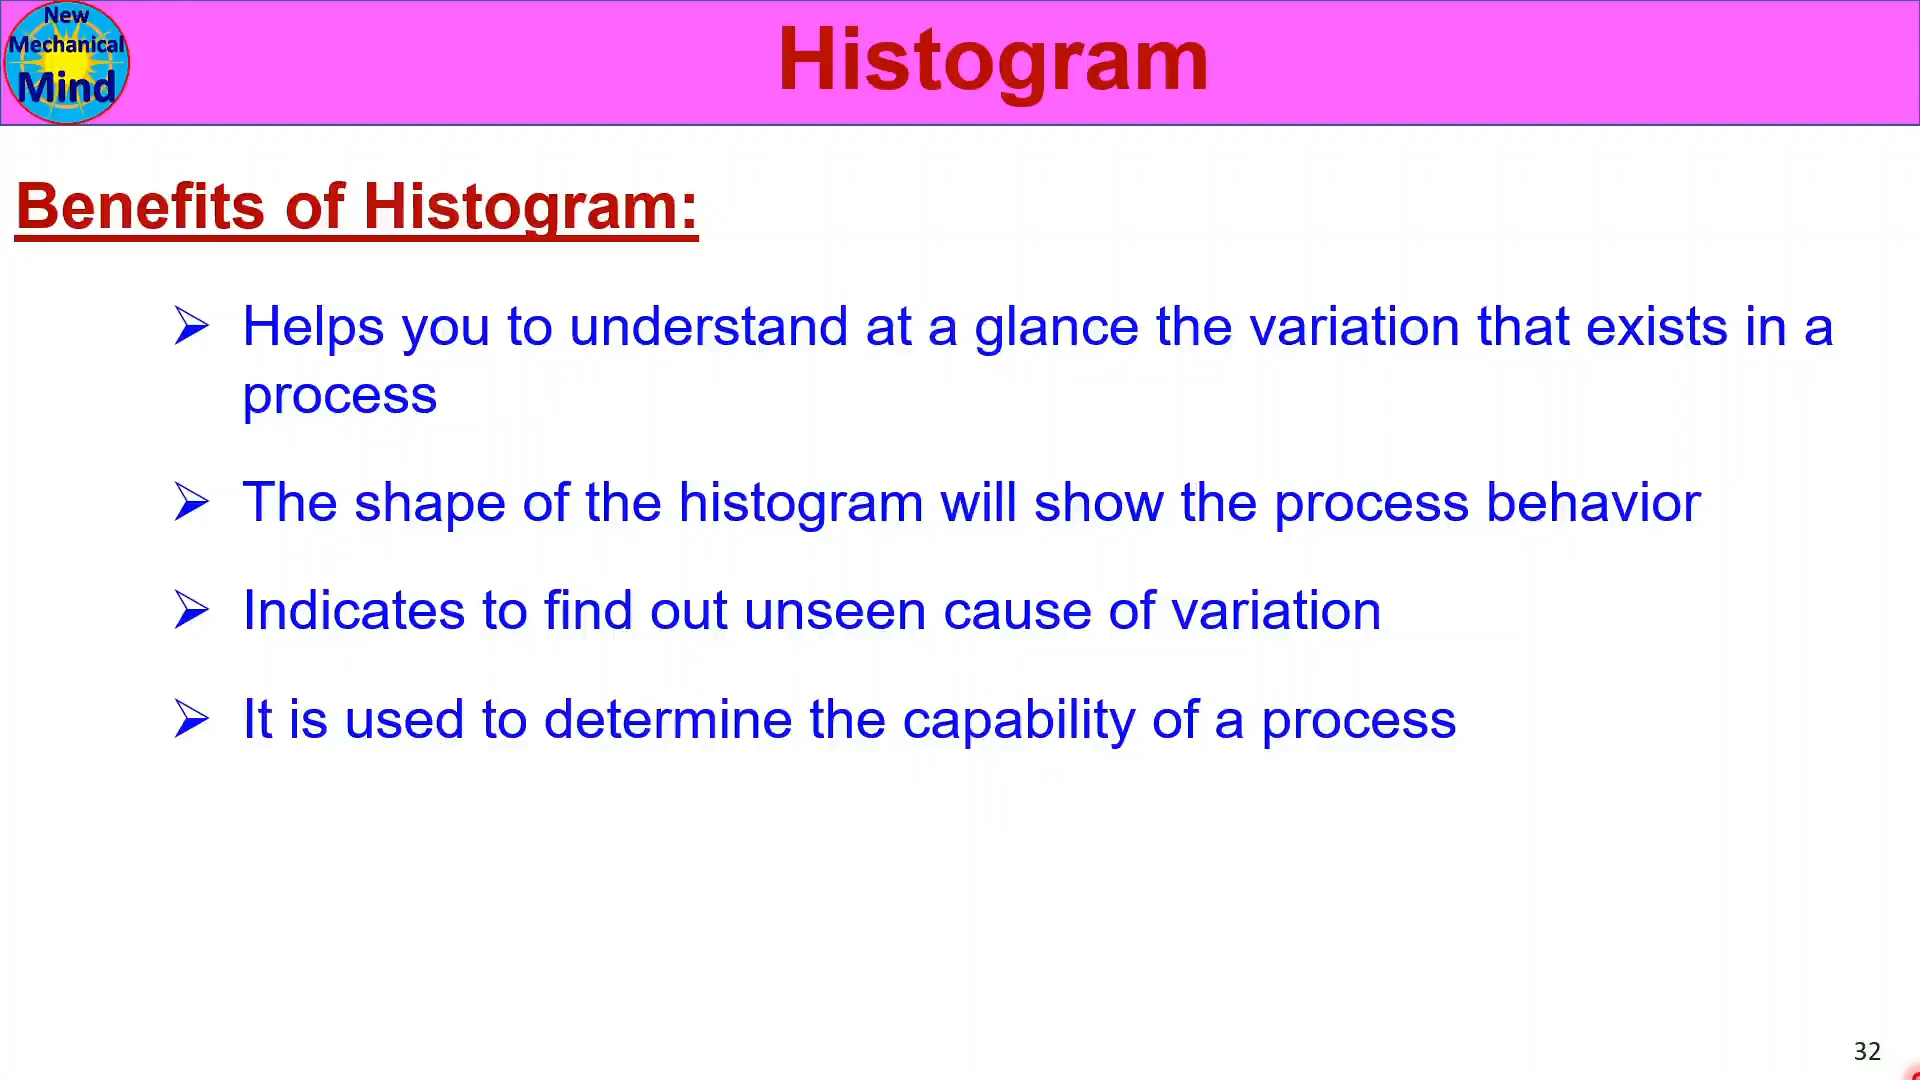 New
Mechanical
Mind
Histogram
Benefits of Histogram:
➢ Helps you to understand at a glance the variation that exists in a
process
➢ The shape of the histogram will show the process behavior
➢ Indicates to find out unseen cause of variation
➢ It is used to determine the capability of a process
32